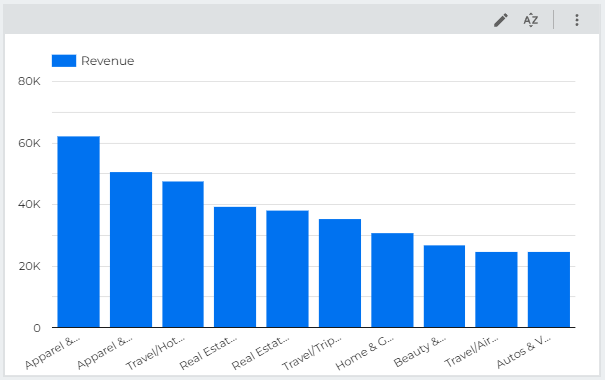 AZ
Revenue
80K
60K
40K
20K
0
Apparel &...
Apparel &...
Travel/Hot...
Real Estat...
Real Estat...
Travel/Trip...
Home & G...
Beauty &...
Travel/Air...
Autos & V...